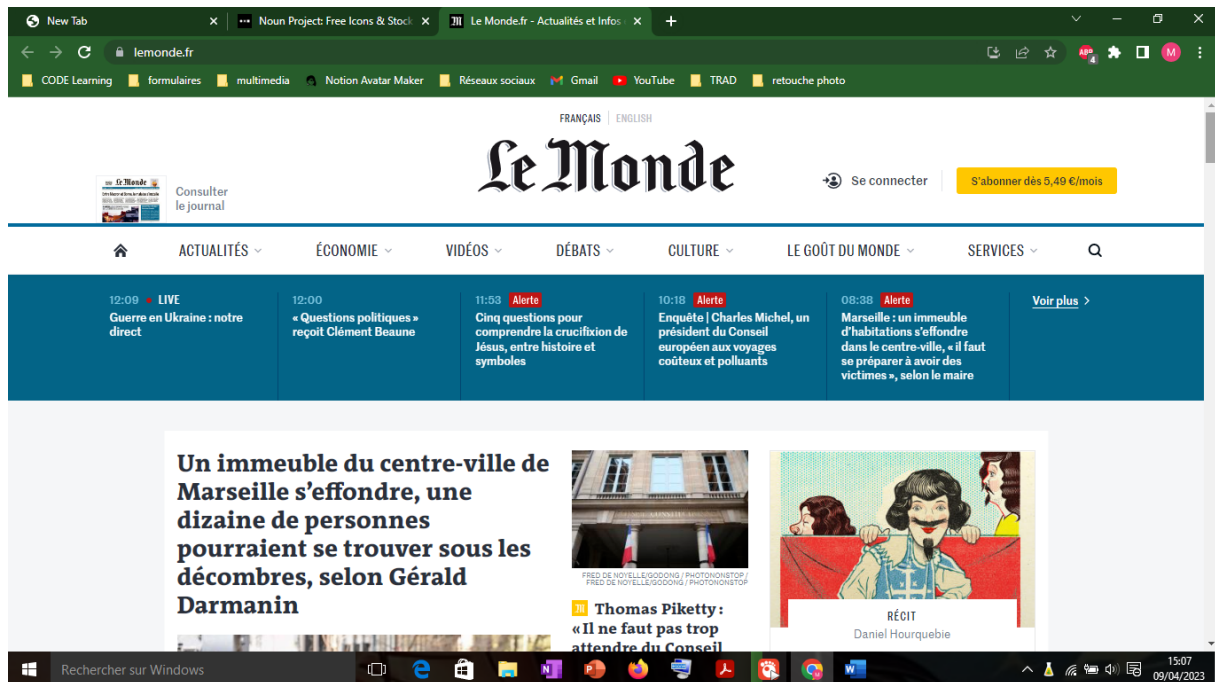 New Tab
Noun Project: Free Icons & Stock
Le Monde.fr - Actualités et Infos
lemonde.fr
ABP
4
M
CODE Learning
formulaires
multimedia
Notion Avatar Maker
Réseaux sociaux
Gmail
YouTube
TRAD
retouche photo
FRANÇAIS
ENGLISH
Le Monde
Le Monde
Consulter
le journal
Se connecter
S'abonner dès 5,49 €/mois
ACTUALITÉS
ÉCONOMIE
VIDÉOS
DÉBATS
CULTURE
LE GOÛT DU MONDE
SERVICES
12:09
LIVE
Guerre en Ukraine : notre
direct
12:00
« Questions politiques »
reçoit Clément Beaune
11:53
Alerte
Cinq questions pour
comprendre la crucifixion de
Jésus, entre histoire et
symboles
10:18
Alerte
Enquête | Charles Michel, un
président du Conseil
européen aux voyages
coûteux et polluants
08:38
Alerte
Marseille : un immeuble
d'habitations s'effondre
dans le centre-ville, « il faut
se préparer à avoir des
victimes », selon le maire
Voir plus
Un immeuble du centre-ville de
Marseille s'effondre, une
dizaine de personnes
pourraient se trouver sous les
décombres, selon Gérald
Darmanin
FRED DE NOYELLE/GODONG / PHOTONONSTOP /
FRED DE NOYELLE/GODONG / PHOTONONSTOP
Thomas Piketty :
« Il ne faut pas trop
attendre du Conseil
RÉCIT
Daniel Hourquebie
Rechercher sur Windows
15:07
09/04/2023